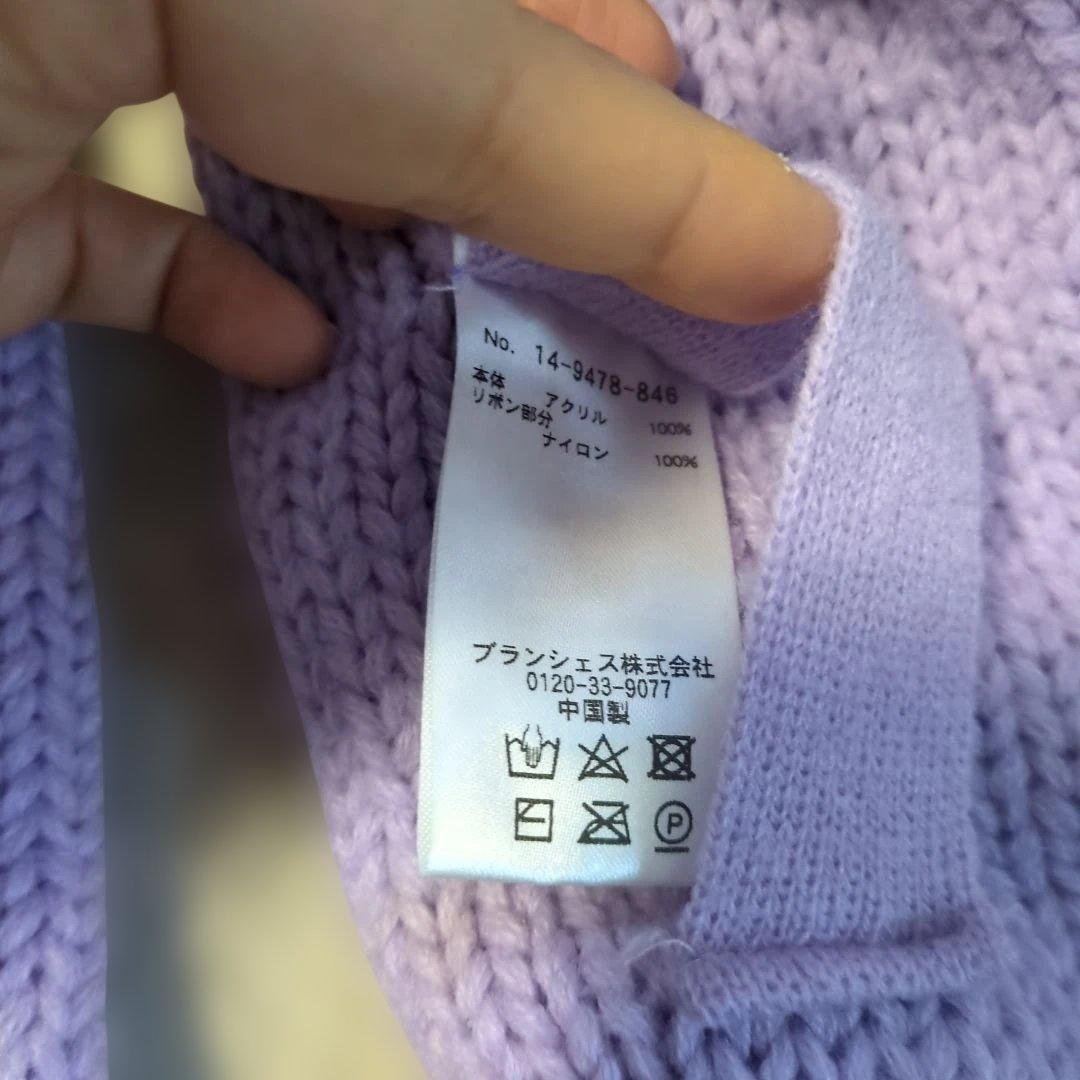 No. 14-9478-846
本体 アクリル 100%
リボン部分
ナイロン 100%
ブランシェス株式会社
0120-33-9077
中国製
P